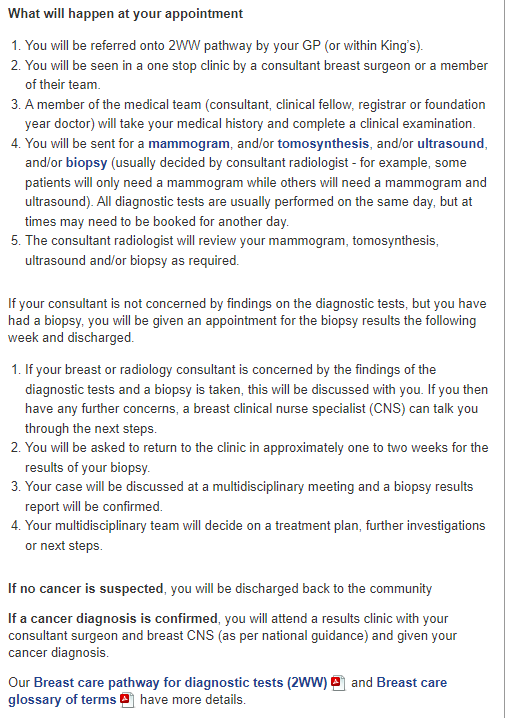 What will happen at your appointment
1. You will be referred onto 2WW pathway by your GP (or within King's).
2. You will be seen in a one stop clinic by a consultant breast surgeon or a member
of their team.
3. A member of the medical team (consultant, clinical fellow, registrar or foundation
year doctor) will take your medical history and complete a clinical examination.
4. You will be sent for a mammogram, and/or tomosynthesis, and/or ultrasound,
and/or biopsy (usually decided by consultant radiologist - for example, some
patients will only need a mammogram while others will need a mammogram and
ultrasound). All diagnostic tests are usually performed on the same day, but at
times may need to be booked for another day.
5. The consultant radiologist will review your mammogram, tomosynthesis,
ultrasound and/or biopsy as required.
If your consultant is not concerned by findings on the diagnostic tests, but you have
had a biopsy, you will be given an appointment for the biopsy results the following
week and discharged.
1. If your breast or radiology consultant is concerned by the findings of the
diagnostic tests and a biopsy is taken, this will be discussed with you. If you then
have any further concerns, a breast clinical nurse specialist (CNS) can talk you
through the next steps.
2. You will be asked to return to the clinic in approximately one to two weeks for the
results of your biopsy.
3. Your case will be discussed at a multidisciplinary meeting and a biopsy results
report will be confirmed.
4. Your multidisciplinary team will decide on a treatment plan, further investigations
or next steps.
If no cancer is suspected, you will be discharged back to the community
If a cancer diagnosis is confirmed, you will attend a results clinic with your
consultant surgeon and breast CNS (as per national guidance) and given your
cancer diagnosis.
Our Breast care pathway for diagnostic tests (2WW) and Breast care
glossary of terms have more details.